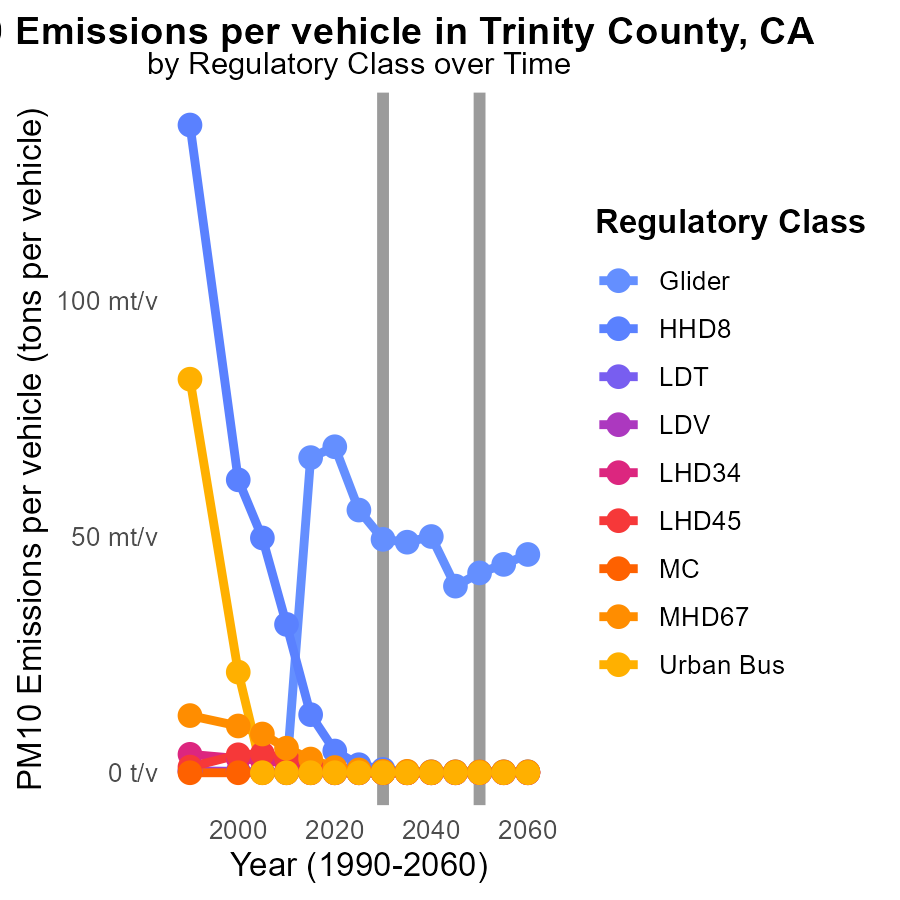 Emissions per vehicle in Trinity County, CA
by Regulatory Class over Time
PM10 Emissions per vehicle (tons per vehicle)
100 mt/v
50 mt/v
0 t/v
2000 2020 2040 2060
Year (1990-2060)
Regulatory Class
Glider
HHD8
LDT
LDV
LHD34
LHD45
MC
MHD67
Urban Bus